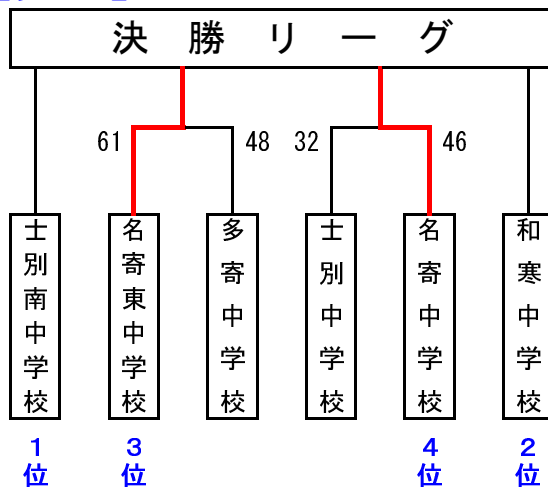 決勝リーグ
61 48 32 46
士別南中学校
名寄東中学校
多寄中学校
士別中学校
名寄中学校
和寒中学校
1位
3位
4位
2位